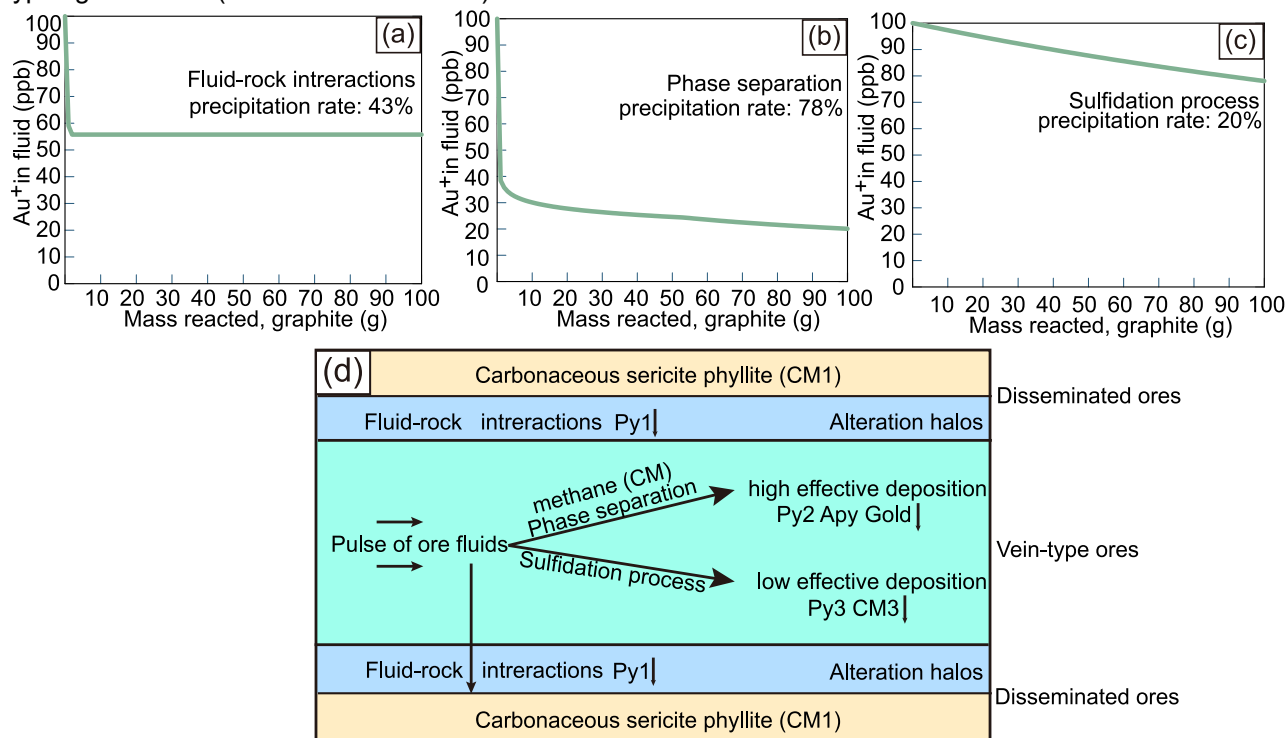 (a)
Fluid-rock intreractions
precipitation rate: 43%
Au+ in fluid (ppb)
100
90
80
70
60
50
40
30
20
10
0
10 20 30 40 50 60 70 80 90 100
Mass reacted, graphite (g)
(b)
Phase separation
precipitation rate: 78%
Au+ in fluid (ppb)
100
90
80
70
60
50
40
30
20
10
0
10 20 30 40 50 60 70 80 90 100
Mass reacted, graphite (g)
(c)
Sulfidation process
precipitation rate: 20%
Au+ in fluid (ppb)
100
90
80
70
60
50
40
30
20
10
0
10 20 30 40 50 60 70 80 90 100
Mass reacted, graphite (g)
(d)
Carbonaceous sericite phyllite (CM1)
Disseminated ores
Fluid-rock intreractions Py1 Alteration halos
methane (CM)
Phase separation
high effective deposition
Py2 Apy Gold
Pulse of ore fluids
Vein-type ores
Sulfidation process
low effective deposition
Py3 CM3
Fluid-rock intreractions Py1 Alteration halos
Disseminated ores
Carbonaceous sericite phyllite (CM1)